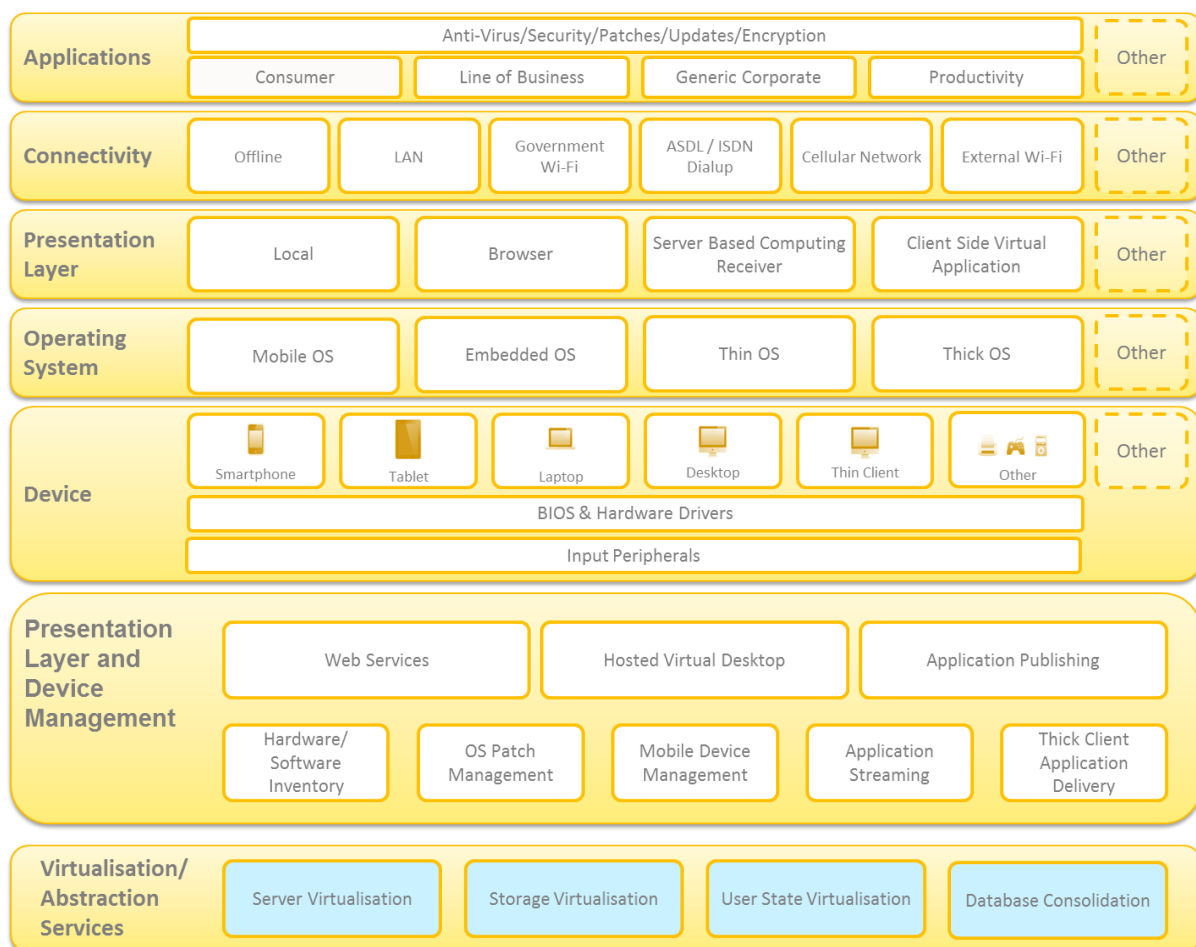 Applications
Anti-Virus/Security/Patches/Updates/Encryption
Consumer
Line of Business
Generic Corporate
Productivity
Other
Connectivity
Offline
LAN
Government
Wi-Fi
ASDL / ISDN
Dialup
Cellular Network
External Wi-Fi
Other
Presentation
Layer
Local
Browser
Server Based Computing
Receiver
Client Side Virtual
Application
Other
Operating
System
Mobile OS
Embedded OS
Thin OS
Thick OS
Other
Device
Smartphone
Tablet
Laptop
Desktop
Thin Client
Other
Other
BIOS & Hardware Drivers
Input Peripherals
Presentation
Layer and
Device
Management
Web Services
Hosted Virtual Desktop
Application Publishing
Hardware/
Software
Inventory
OS Patch
Management
Mobile Device
Management
Application
Streaming
Thick Client
Application
Delivery
Virtualisation/
Abstraction
Services
Server Virtualisation
Storage Virtualisation
User State Virtualisation
Database Consolidation